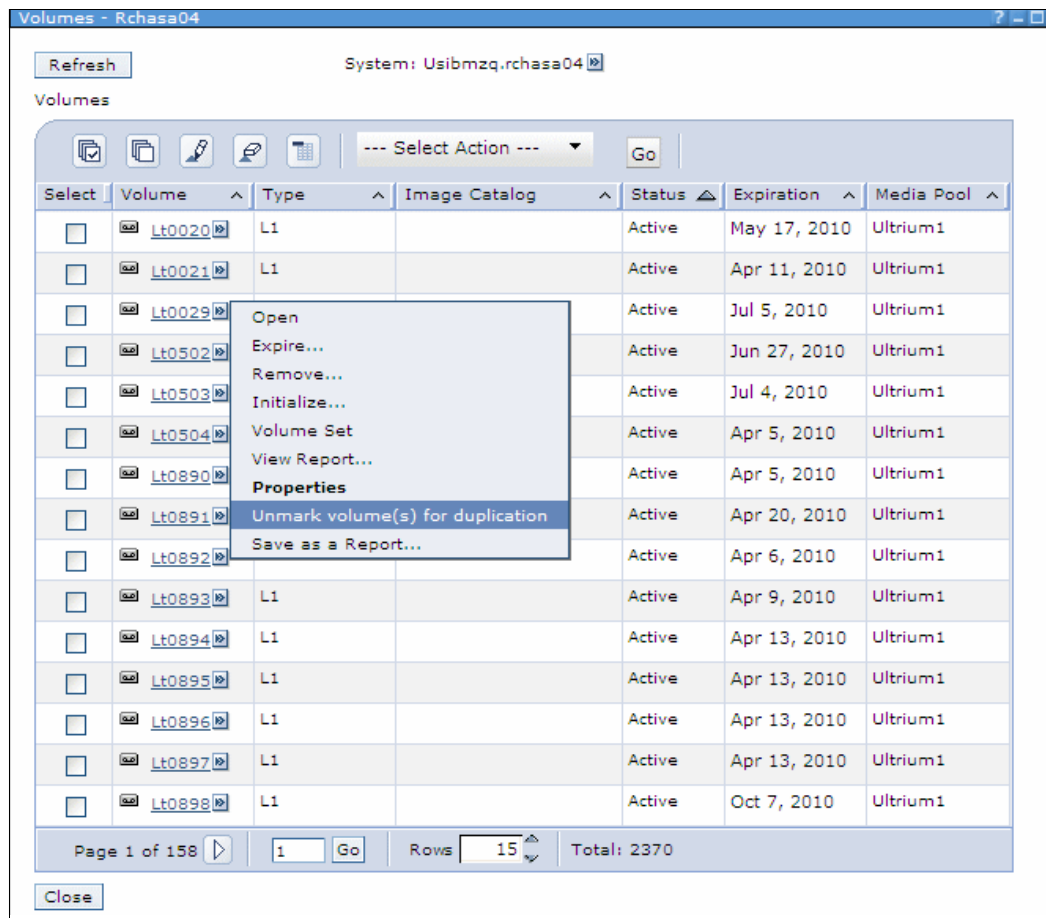 Volumes - Rchasa04 ?
Refresh System: Usibmzq.rchasa04
Volumes
--- Select Action --- Go
Select Volume Type Image Catalog Status Expiration Media Pool
Lt0020 L1 Active May 17, 2010 Ultrium1
Lt0021 L1 Active Apr 11, 2010 Ultrium1
Lt0029 Active Jul 5, 2010 Ultrium1
Lt0502 Active Jun 27, 2010 Ultrium1
Lt0503 Active Jul 4, 2010 Ultrium1
Lt0504 Active Apr 5, 2010 Ultrium1
Lt0890 Active Apr 5, 2010 Ultrium1
Lt0891 Active Apr 20, 2010 Ultrium1
Lt0892 Active Apr 6, 2010 Ultrium1
Open
Expire...
Remove...
Initialize...
Volume Set
View Report...
Properties
Unmark volume(s) for duplication
Save as a Report...
Lt0893 L1 Active Apr 9, 2010 Ultrium1
Lt0894 L1 Active Apr 13, 2010 Ultrium1
Lt0895 L1 Active Apr 13, 2010 Ultrium1
Lt0896 L1 Active Apr 13, 2010 Ultrium1
Lt0897 L1 Active Apr 13, 2010 Ultrium1
Lt0898 L1 Active Oct 7, 2010 Ultrium1
Page 1 of 158 1 Go Rows 15 Total: 2370
Close